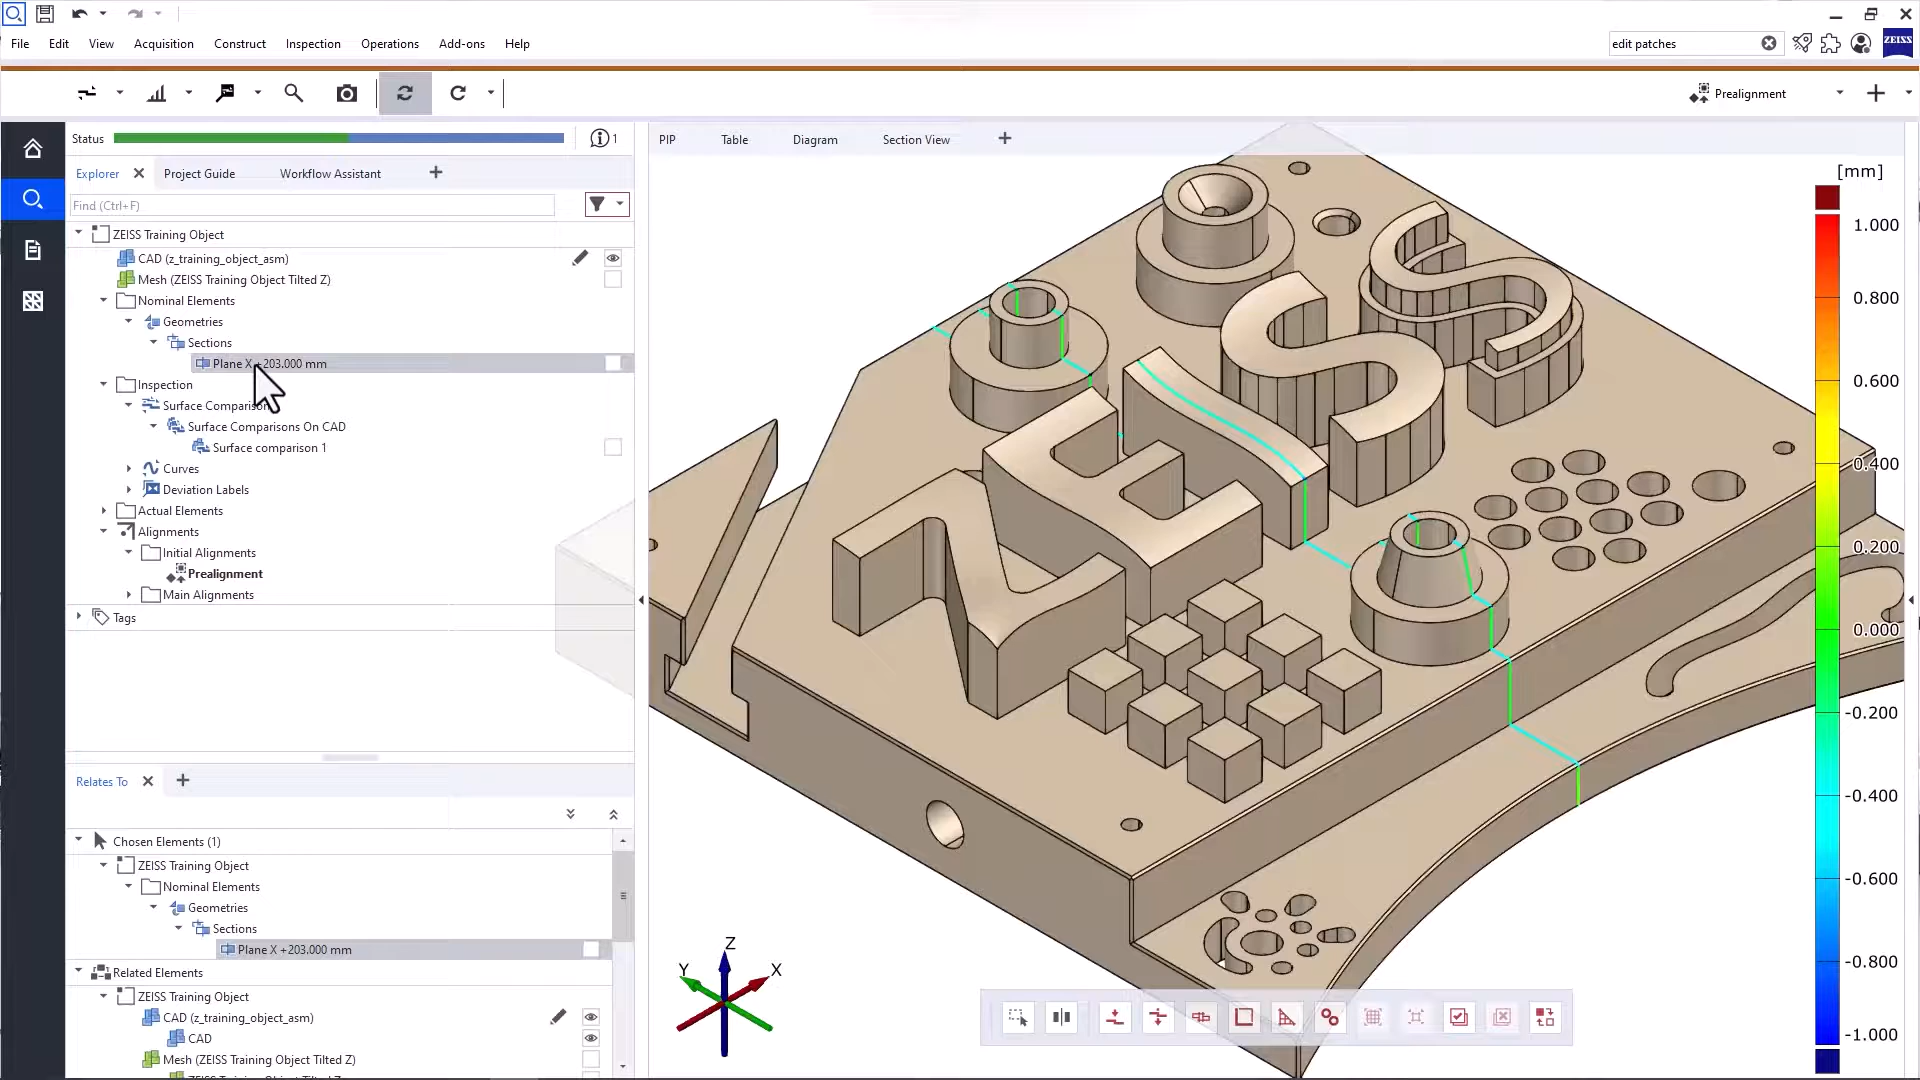 File Edit View Acquisition Construct Inspection Operations Add-ons Help
edit patches
ZEISS
Prealignment
Status
1
PIP Table Diagram Section View
Explorer Project Guide Workflow Assistant
Find (Ctrl+F)
ZEISS Training Object
CAD (z_training_object_asm)
Mesh (ZEISS Training Object Tilted Z)
Nominal Elements
Geometries
Sections
Plane X +203.000 mm
Inspection
Surface Comparison
Surface Comparisons On CAD
Surface comparison 1
Curves
Deviation Labels
Actual Elements
Alignments
Initial Alignments
Prealignment
Main Alignments
Tags
Relates To
Chosen Elements (1)
ZEISS Training Object
Nominal Elements
Geometries
Sections
Plane X +203.000 mm
Related Elements
ZEISS Training Object
CAD (z_training_object_asm)
CAD
Mesh (ZEISS Training Object Tilted Z)
ZEISS
Z
Y X
[mm]
1.000
0.800
0.600
0.400
0.200
0.000
-0.200
-0.400
-0.600
-0.800
-1.000